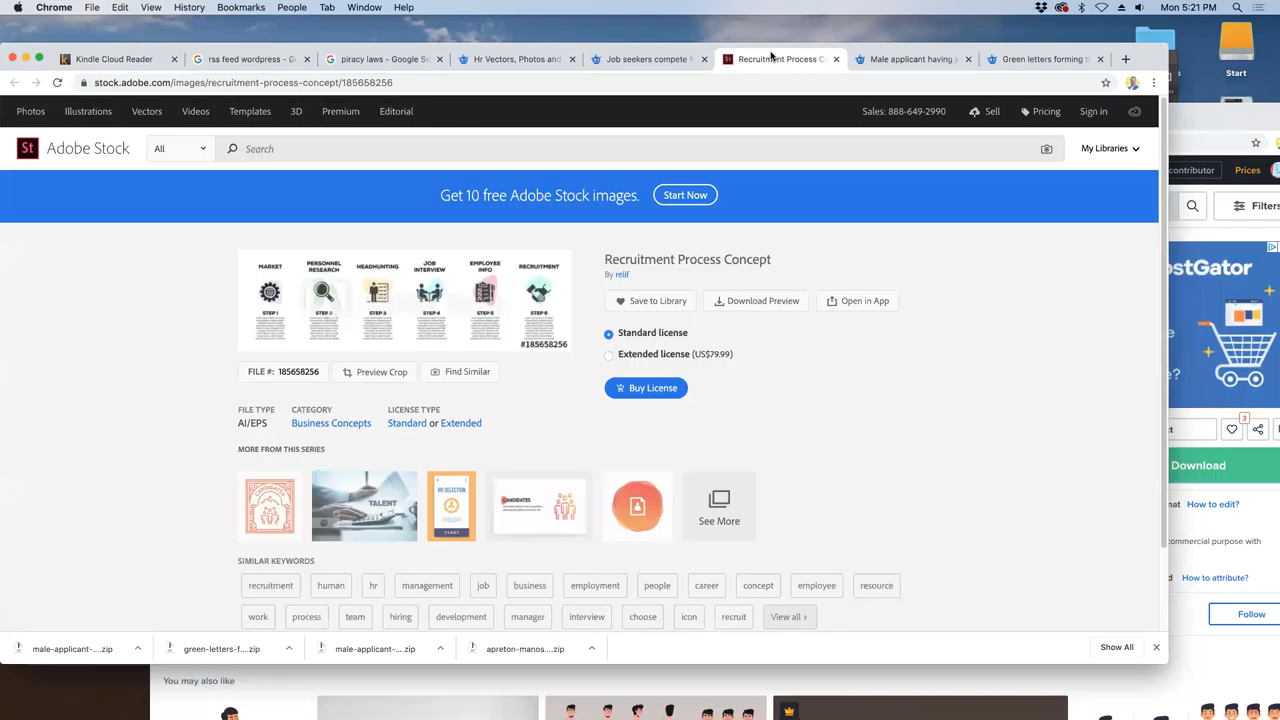 Chrome File Edit View History Bookmarks People Tab Window Help Mon 5:21 PM
Kindle Cloud Reader rss feed wordpress - G piracy laws - Google Se Hr Vectors, Photos and Job seekers compete Recruitment Process C Male applicant having Green letters forming t
stock.adobe.com/images/recruitment-process-concept/185658256
Start
Photos Illustrations Vectors Videos Templates 3D Premium Editorial Sales: 888-649-2990 Sell Pricing Sign in
St Adobe Stock All Search My Libraries
contributor Prices
Filters
Get 10 free Adobe Stock images. Start Now
ostGator
Recruitment Process Concept
By relif
MARKET PERSONNEL RESEARCH HEADHUNTING JOB INTERVIEW EMPLOYEE INFO RECRUITMENT
STEP 1 STEP 2 STEP 3 STEP 4 STEP 5 STEP 6
#185658256
Save to Library Download Preview Open in App
Standard license
Extended license (US$79.99)
Buy License
FILE #: 185658256 Preview Crop Find Similar
e?
FILE TYPE CATEGORY LICENSE TYPE
AI/EPS Business Concepts Standard or Extended
3
ct
MORE FROM THIS SERIES
Download
TALENT HR SELECTION START CANDIDATES See More
mat How to edit?
commercial purpose with
SIMILAR KEYWORDS
d How to attribute?
recruitment human hr management job business employment people career concept employee resource
work process team hiring development manager interview choose icon recruit View all ›
Follow
male-applicant-....zip green-letters-f....zip male-applicant-....zip apreton-manos....zip Show All
You may also like